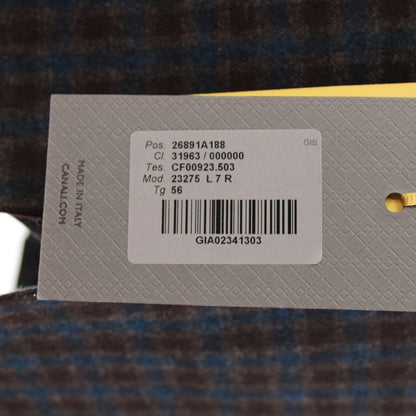 MADE IN ITALY
CANALI.COM
GIS
Pos. 26891A188
Cl. 31963 / 000000
Tes. CF00923.503
Mod. 23275 L 7 R
Tg 56
GIA02341303